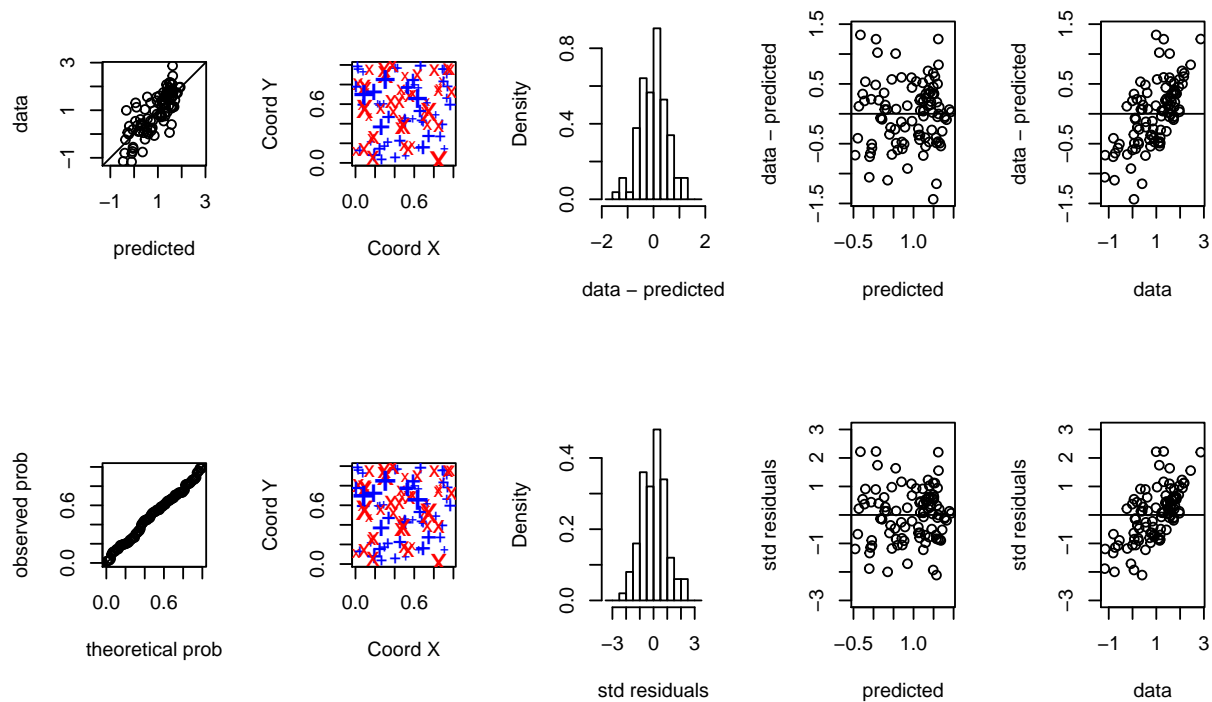 data
−1 1 3
−1 1 3
predicted
Coord Y
0.0 0.6
0.0 0.6
Coord X
Density
0.0 0.4 0.8
−2 0 2
data − predicted
data − predicted
−1.5 −0.5 0.5 1.5
−0.5 1.0
predicted
data − predicted
−1.5 −0.5 0.5 1.5
−1 1 3
data
observed prob
0.0 0.6
0.0 0.6
theoretical prob
Coord Y
0.0 0.6
0.0 0.6
Coord X
Density
0.0 0.2 0.4
−3 0 2
std residuals
std residuals
−3 −1 1 2 3
−0.5 1.0
predicted
std residuals
−3 −1 1 2 3
−1 1 3
data